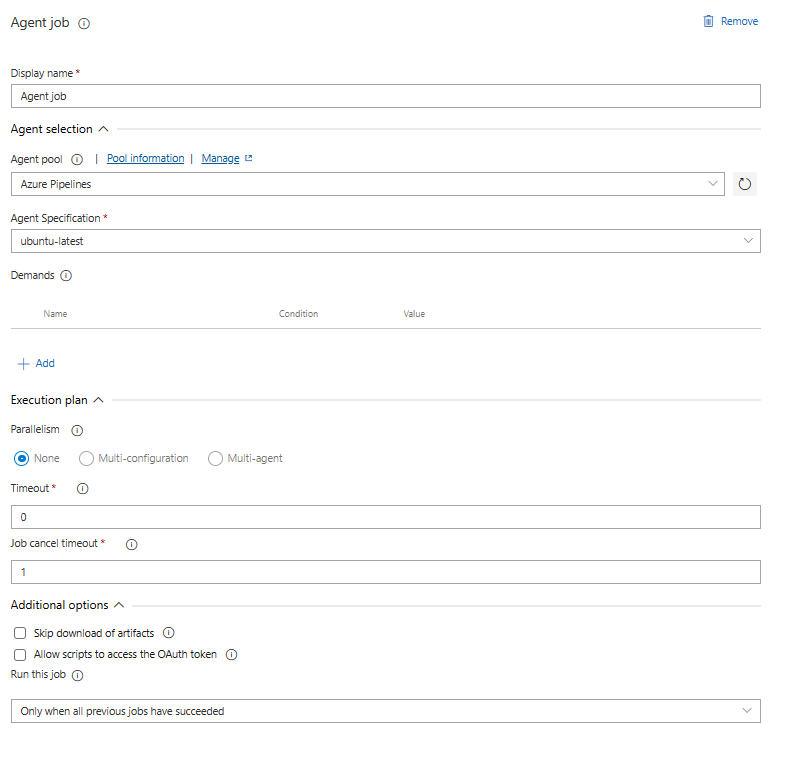 Agent job
Remove
Display name *
Agent job
Agent selection
Agent pool | Pool information | Manage
Azure Pipelines
Agent Specification *
ubuntu-latest
Demands
Name Condition Value
Add
Execution plan
Parallelism
None Multi-configuration Multi-agent
Timeout *
0
Job cancel timeout *
1
Additional options
Skip download of artifacts
Allow scripts to access the OAuth token
Run this job
Only when all previous jobs have succeeded